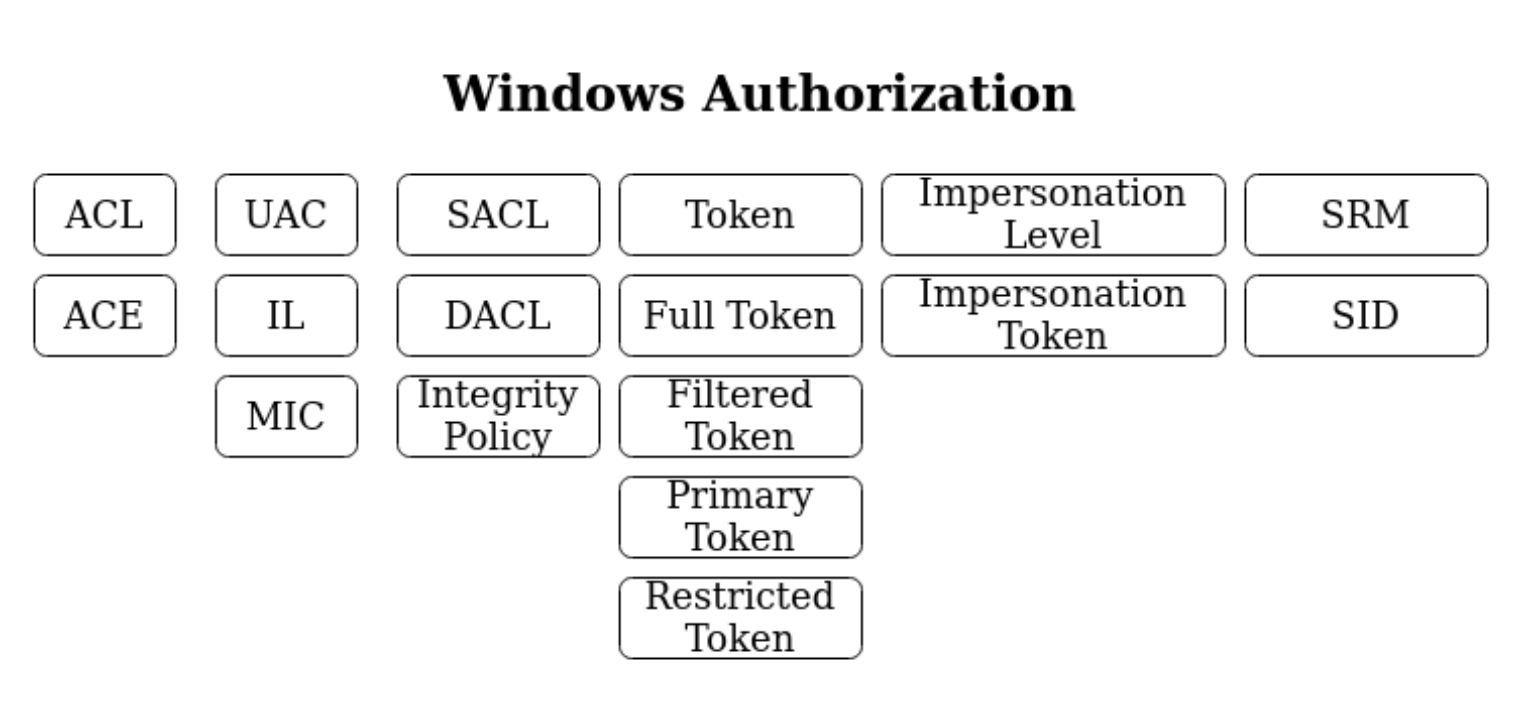 Windows Authorization
ACL
UAC
SACL
Token
Impersonation
Level
SRM
ACE
IL
DACL
Full Token
Impersonation
Token
SID
MIC
Integrity
Policy
Filtered
Token
Primary
Token
Restricted
Token